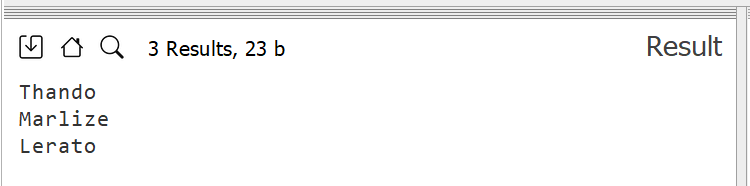 3 Results, 23 b
Result
Thando
Marlize
Lerato